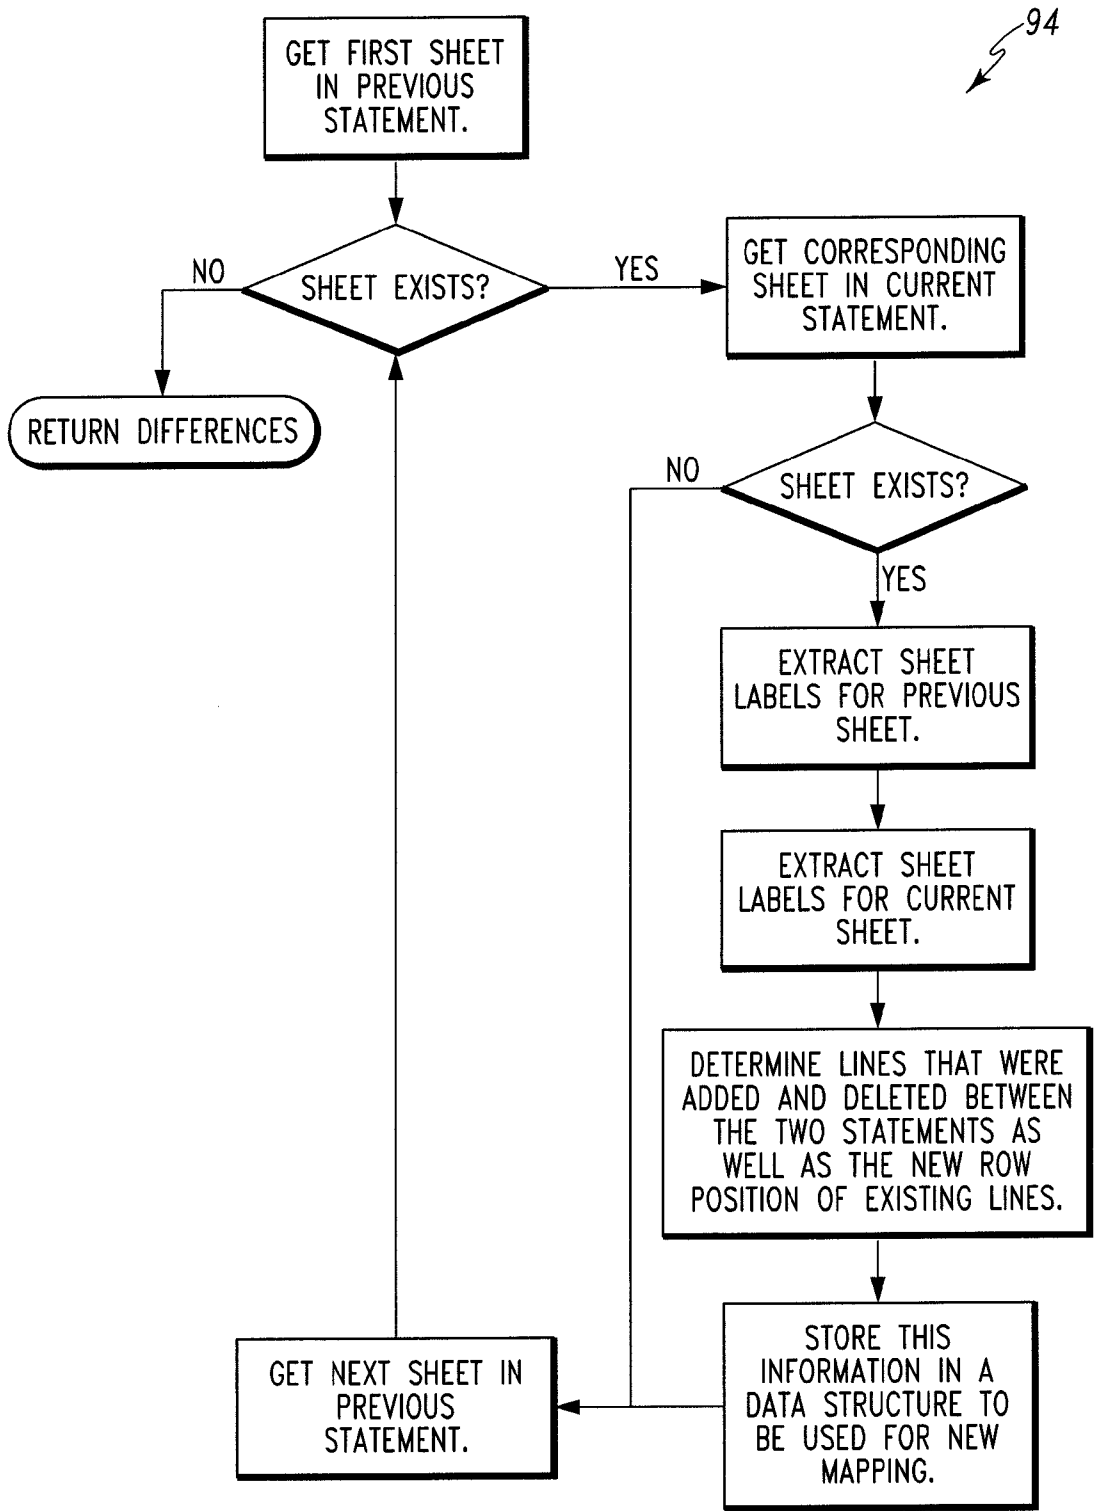 94
GET FIRST SHEET
IN PREVIOUS
STATEMENT.
SHEET EXISTS?
NO
YES
RETURN DIFFERENCES
GET CORRESPONDING
SHEET IN CURRENT
STATEMENT.
SHEET EXISTS?
NO
YES
EXTRACT SHEET
LABELS FOR PREVIOUS
SHEET.
EXTRACT SHEET
LABELS FOR CURRENT
SHEET.
DETERMINE LINES THAT WERE
ADDED AND DELETED BETWEEN
THE TWO STATEMENTS AS
WELL AS THE NEW ROW
POSITION OF EXISTING LINES.
STORE THIS
INFORMATION IN A
DATA STRUCTURE TO
BE USED FOR NEW
MAPPING.
GET NEXT SHEET IN
PREVIOUS
STATEMENT.